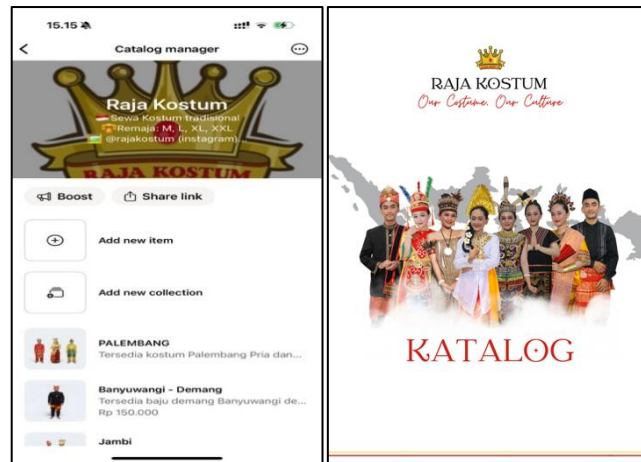 15.15
Catalog manager
Raja Kostum
Sewa Kostum tradisional
Remaja: M, L, XL, XXL
@rajakostum (instagram)...
RAJA KOSTUM
Boost
Share link
Add new item
Add new collection
PALEMBANG
Tersedia kostum Palembang Pria dan...
Banyuwangi - Demang
Tersedia baju demang Banyuwangi de...
Rp 150.000
Jambi
RAJA KOSTUM
Our Costume, Our Culture
KATALOG